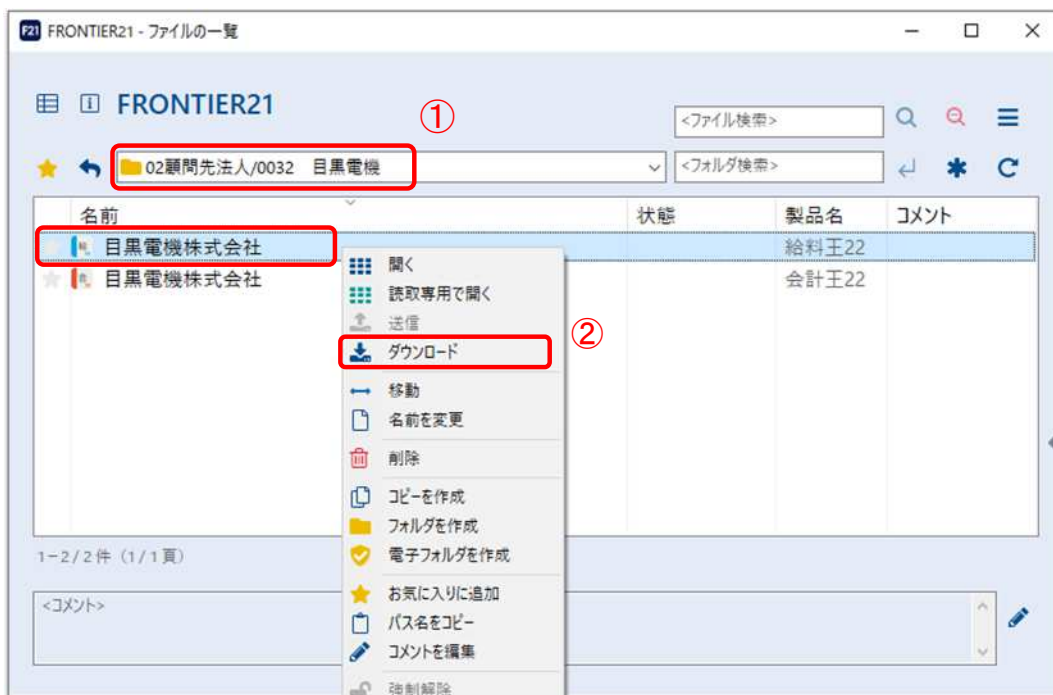 FRONTIER21 - ファイルの一覧
FRONTIER21
①
<ファイル検索>
02顧問先法人/0032 目黒電機
<フォルダ検索>
名前 状態 製品名 コメント
目黒電機株式会社 給料王22
目黒電機株式会社 会計王22
開く
読取専用で開く
送信
ダウンロード
②
移動
名前を変更
削除
コピーを作成
フォルダを作成
電子フォルダを作成
お気に入りに追加
パス名をコピー
コメントを編集
強制解除
1-2/2件 (1/1頁)
<コメント>